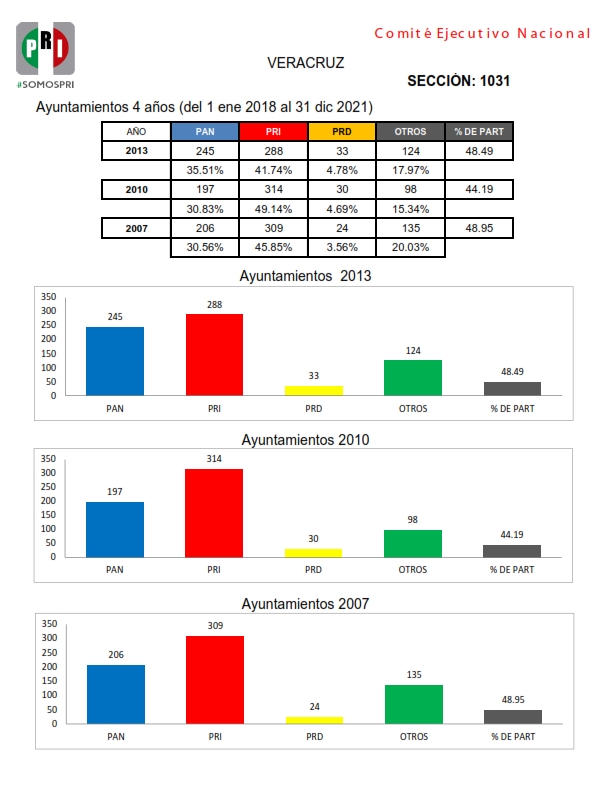 Comité Ejecutivo Nacional
PRI
#SOMOSPRI
VERACRUZ
SECCIÓN: 1031
Ayuntamientos 4 años (del 1 ene 2018 al 31 dic 2021)
AÑO PAN PRI PRD OTROS % DE PART
2013 245 288 33 124 48.49
35.51% 41.74% 4.78% 17.97%
2010 197 314 30 98 44.19
30.83% 49.14% 4.69% 15.34%
2007 206 309 24 135 48.95
30.56% 45.85% 3.56% 20.03%
Ayuntamientos 2013
350
300
250
200
150
100
50
0
245 288 33 124 48.49
PAN PRI PRD OTROS % DE PART
Ayuntamientos 2010
350
300
250
200
150
100
50
0
197 314 30 98 44.19
PAN PRI PRD OTROS % DE PART
Ayuntamientos 2007
350
300
250
200
150
100
50
0
206 309 24 135 48.95
PAN PRI PRD OTROS % DE PART